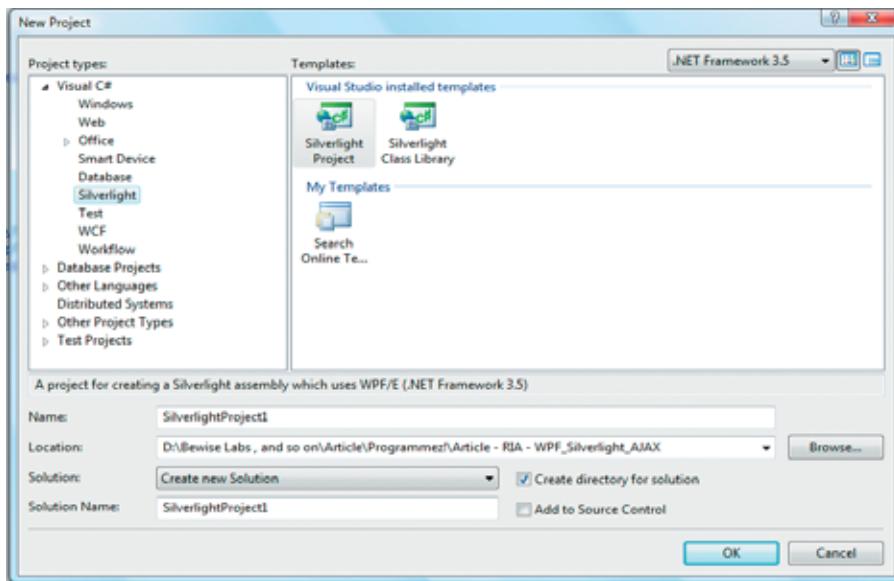 New Project
Project types:
Templates:
.NET Framework 3.5
Visual C#
Windows
Web
Office
Smart Device
Database
Silverlight
Test
WCF
Workflow
Database Projects
Other Languages
Distributed Systems
Other Project Types
Test Projects
Visual Studio installed templates
Silverlight
Project
Silverlight
Class Library
My Templates
Search
Online Te...
A project for creating a Silverlight assembly which uses WPF/E (.NET Framework 3.5)
Name:
SilverlightProject1
Location:
D:\Bewise Labs , and so on\Article\Programmez!\Article - RIA - WPF_Silverlight_AJAX
Browse...
Solution:
Create new Solution
Create directory for solution
Solution Name:
SilverlightProject1
Add to Source Control
OK
Cancel